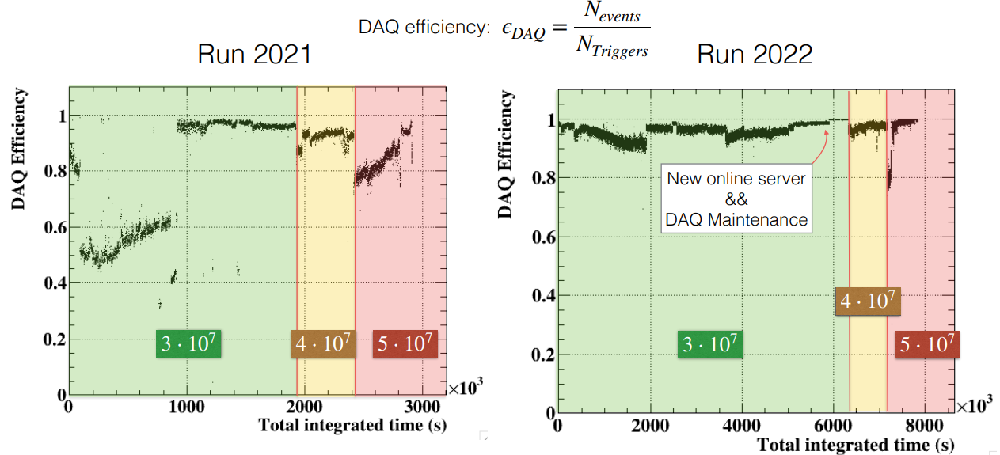 DAQ efficiency: ϵ_DAQ = N_events / N_Triggers
Run 2021
Run 2022
DAQ Efficiency
1
0.8
0.6
0.4
0.2
0
3 · 10⁷
4 · 10⁷
5 · 10⁷
0 1000 2000 3000
×10³
Total integrated time (s)
DAQ Efficiency
1
0.8
0.6
0.4
0.2
0
New online server
&&
DAQ Maintenance
4 · 10⁷
3 · 10⁷
5 · 10⁷
0 2000 4000 6000 8000
×10³
Total integrated time (s)